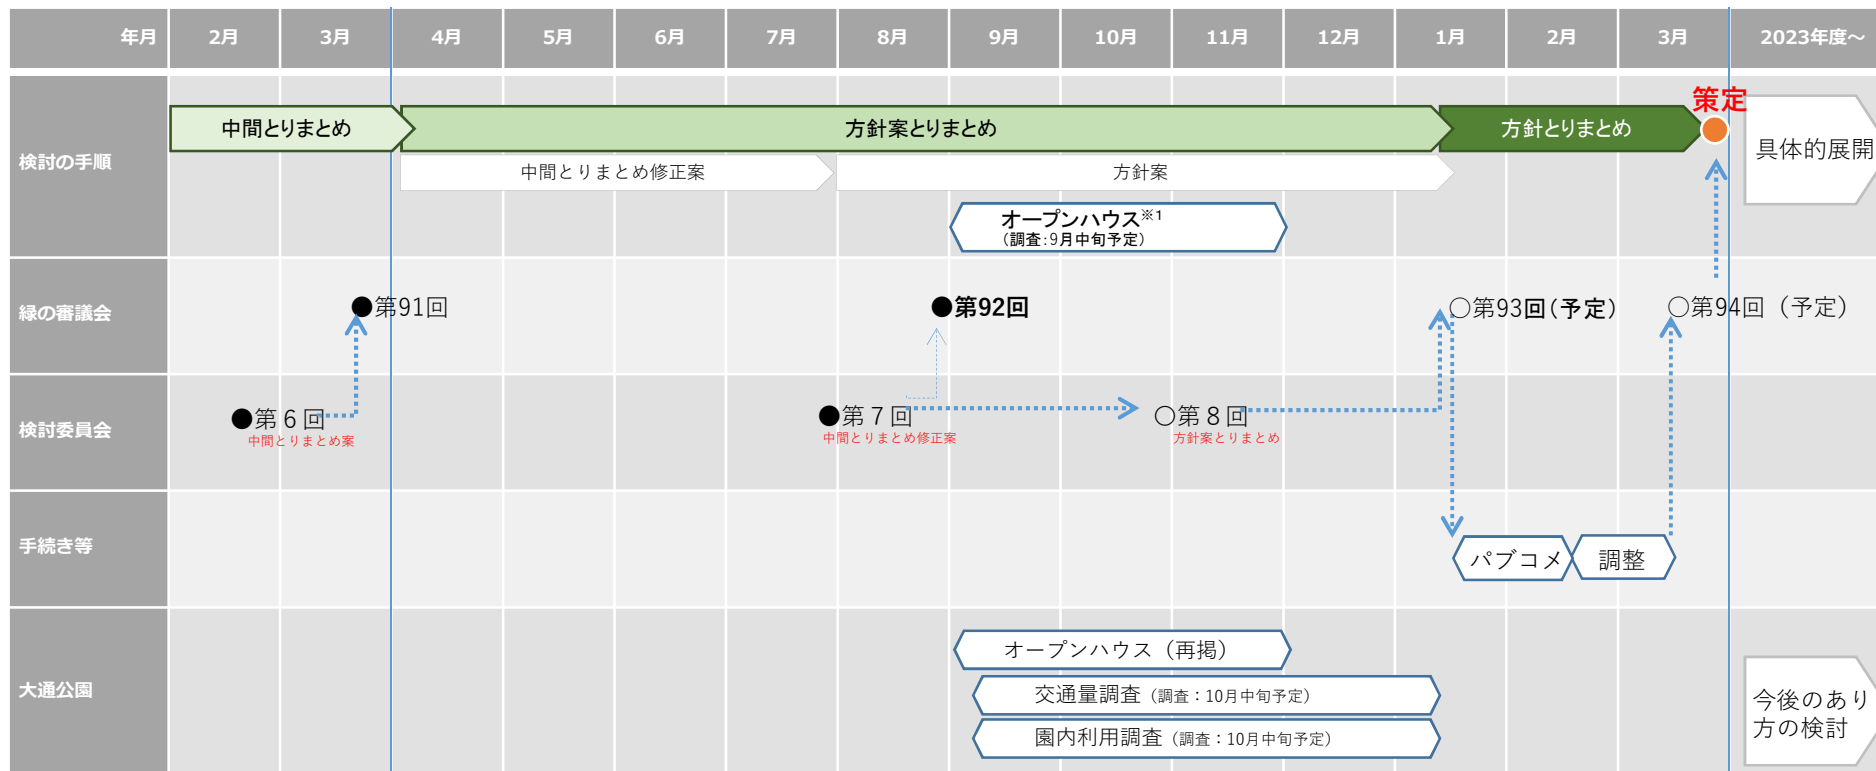 年月 2月 3月 4月 5月 6月 7月 8月 9月 10月 11月 12月 1月 2月 3月 2023年度～
検討の手順
中間とりまとめ
方針案とりまとめ
方針とりまとめ
策定
具体的展開
中間とりまとめ修正案
方針案
オープンハウス※1
（調査：9月中旬予定）
緑の審議会
●第91回
●第92回
○第93回（予定）
○第94回（予定）
検討委員会
●第６回
中間とりまとめ案
●第７回
中間とりまとめ修正案
○第８回
方針案とりまとめ
手続き等
パブコメ
調整
大通公園
オープンハウス（再掲）
交通量調査（調査：10月中旬予定）
園内利用調査（調査：10月中旬予定）
今後のあり
方の検討